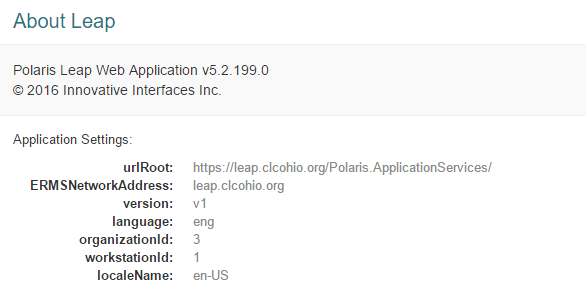 About Leap
Polaris Leap Web Application v5.2.199.0
© 2016 Innovative Interfaces Inc.
Application Settings:
urlRoot: https://leap.clcohio.org/Polaris.ApplicationServices/
ERMSNetworkAddress: leap.clcohio.org
version: v1
language: eng
organizationId: 3
workstationId: 1
localeName: en-US